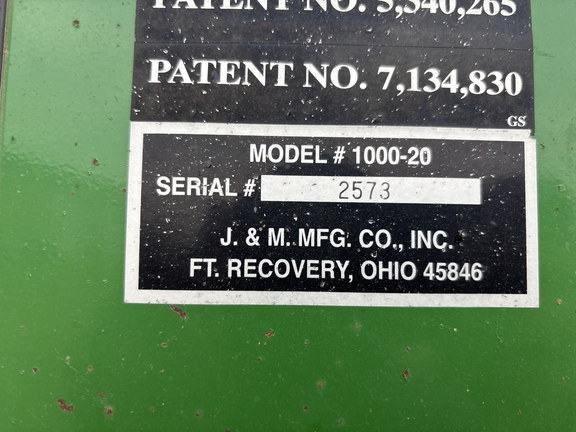 PATENT NO. 5,540,265
PATENT NO. 7,134,830
GS
MODEL # 1000-20
SERIAL # 2573
J. & M. MFG. CO., INC.
FT. RECOVERY, OHIO 45846